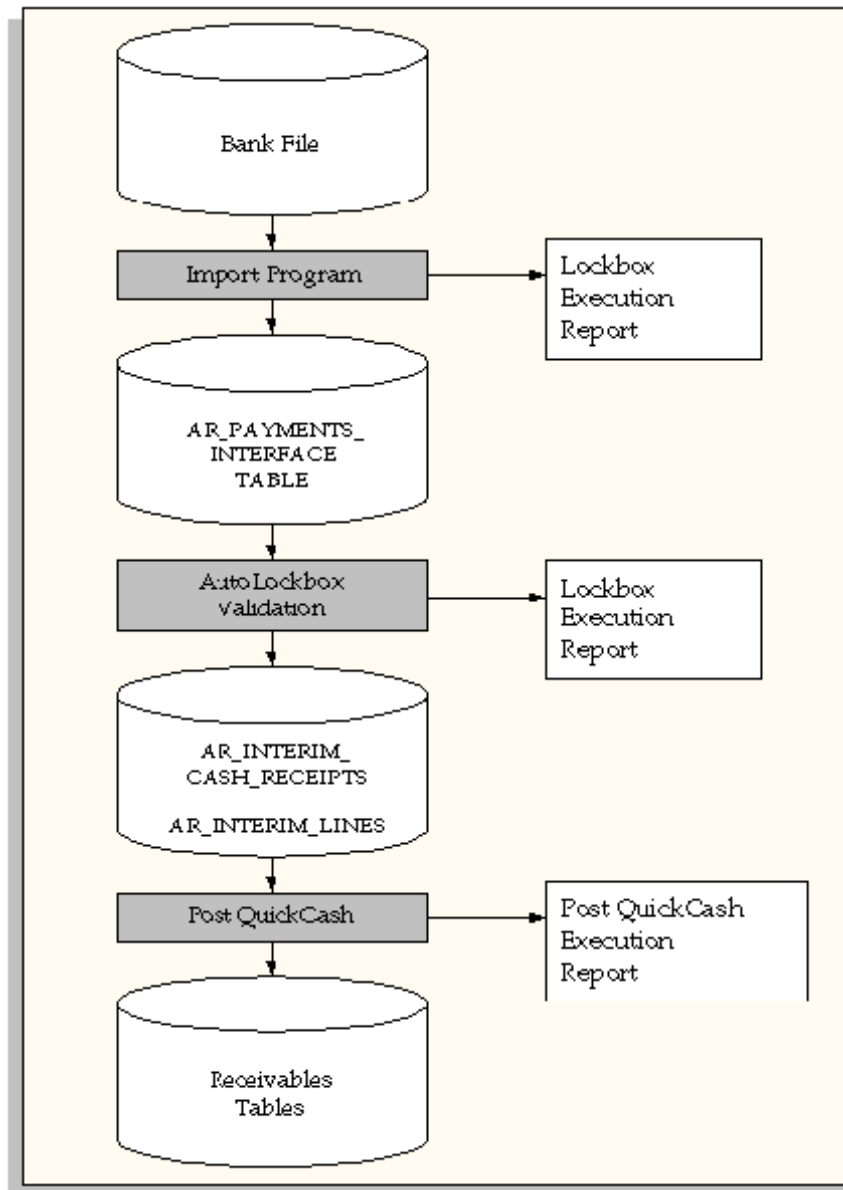 Bank File
Import Program
Lockbox
Execution
Report
AR_PAYMENTS_
INTERFACE
TABLE
AutoLockbox
Validation
Lockbox
Execution
Report
AR_INTERIM_
CASH_RECEIPTS
AR_INTERIM_LINES
Post QuickCash
Post QuickCash
Execution
Report
Receivables
Tables